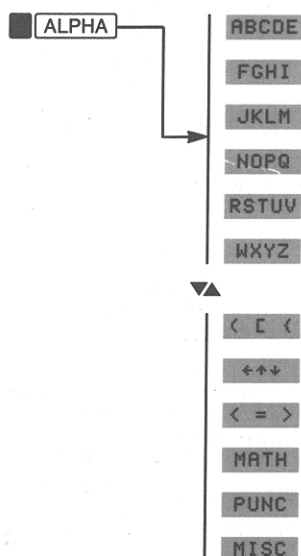 ALPHA
ABCDE
FGHI
JKLM
NOPQ
RSTUV
WXYZ
▼▲
( [ {
←↑↓
< = >
MATH
PUNC
MISC